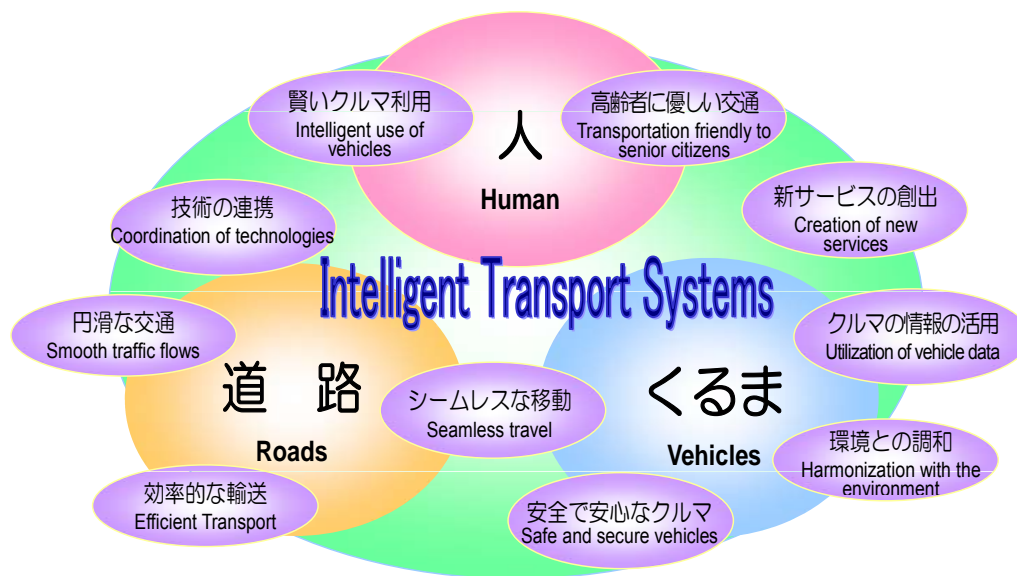 賢いクルマ利用
Intelligent use of
vehicles
高齢者に優しい交通
Transportation friendly to
senior citizens
人
Human
技術の連携
Coordination of technologies
新サービスの創出
Creation of new
services
Intelligent Transport Systems
円滑な交通
Smooth traffic flows
クルマの情報の活用
Utilization of vehicle data
道 路
Roads
シームレスな移動
Seamless travel
くるま
Vehicles
環境との調和
Harmonization with the
environment
効率的な輸送
Efficient Transport
安全で安心なクルマ
Safe and secure vehicles